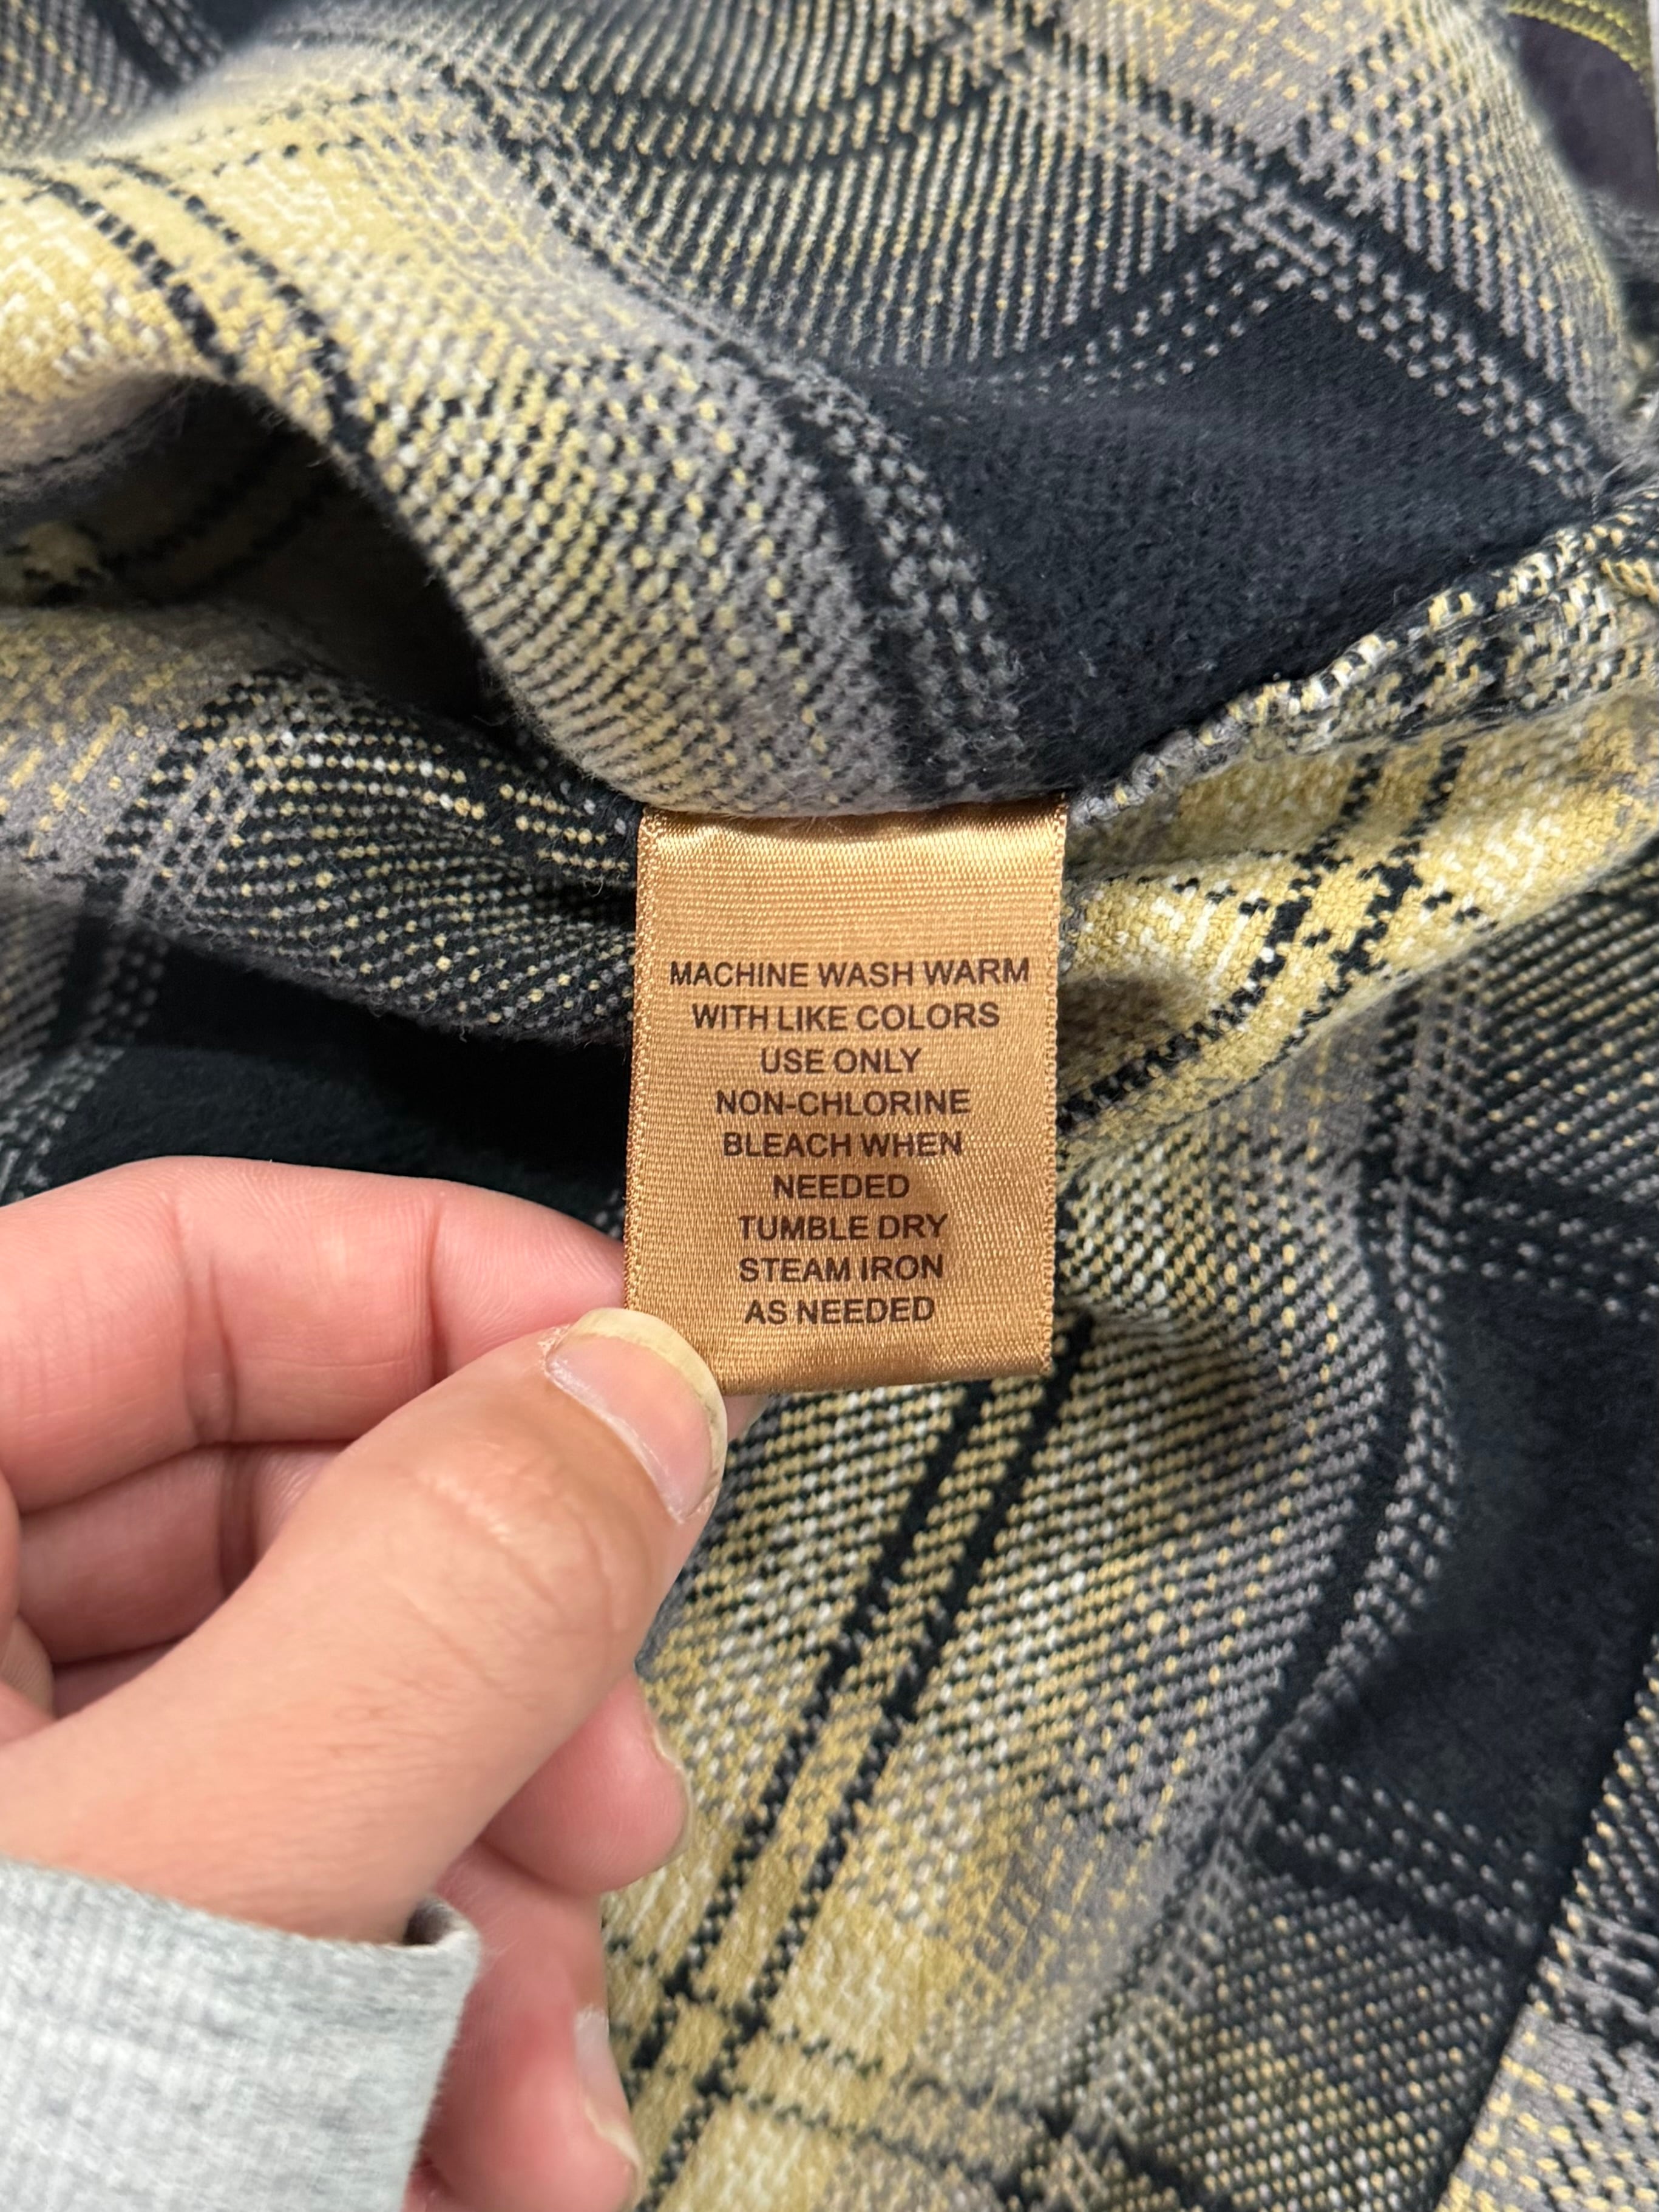 MACHINE WASH WARM
WITH LIKE COLORS
USE ONLY
NON-CHLORINE
BLEACH WHEN
NEEDED
TUMBLE DRY
STEAM IRON
AS NEEDED